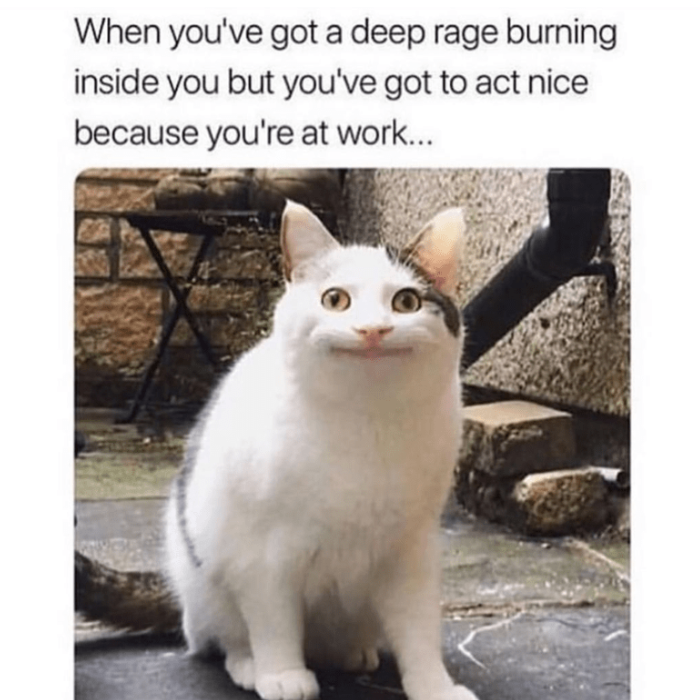 When you've got a deep rage burning
inside you but you've got to act nice
because you're at work...